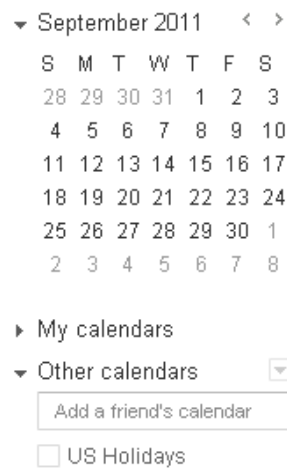 September 2011 < >
S M T W T F S
28 29 30 31 1 2 3
4 5 6 7 8 9 10
11 12 13 14 15 16 17
18 19 20 21 22 23 24
25 26 27 28 29 30 1
2 3 4 5 6 7 8
My calendars
Other calendars
Add a friend's calendar
US Holidays